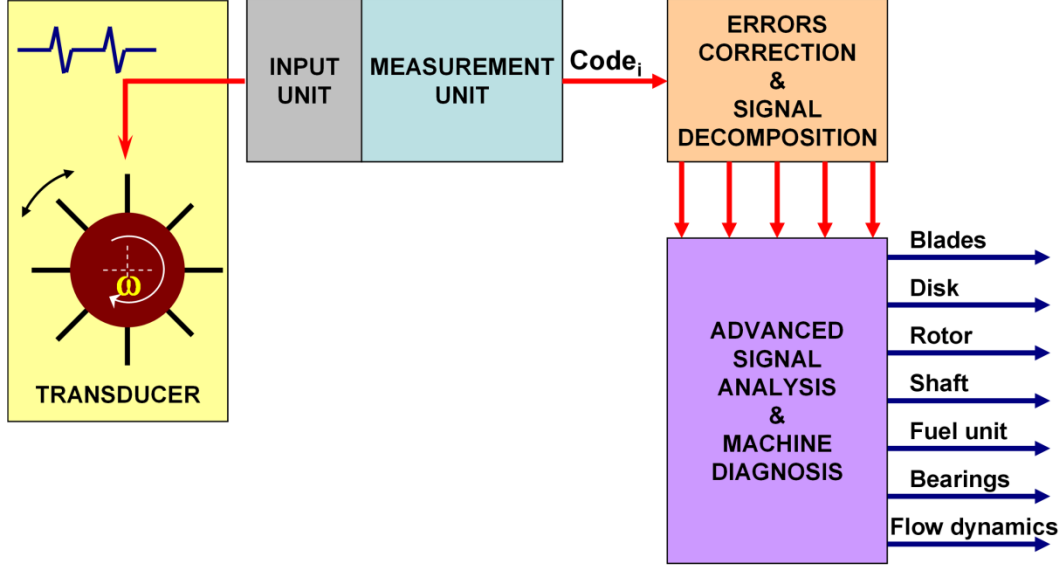 ω
TRANSDUCER
INPUT
UNIT
MEASUREMENT
UNIT
Codeᵢ
ERRORS
CORRECTION
&
SIGNAL
DECOMPOSITION
ADVANCED
SIGNAL
ANALYSIS
&
MACHINE
DIAGNOSIS
Blades
Disk
Rotor
Shaft
Fuel unit
Bearings
Flow dynamics